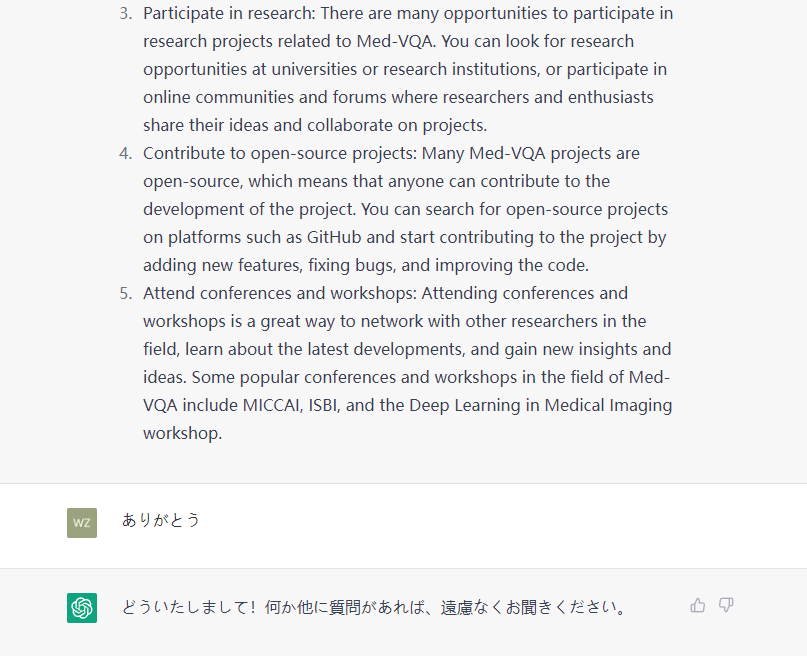 3. Participate in research: There are many opportunities to participate in
research projects related to Med-VQA. You can look for research
opportunities at universities or research institutions, or participate in
online communities and forums where researchers and enthusiasts
share their ideas and collaborate on projects.
4. Contribute to open-source projects: Many Med-VQA projects are
open-source, which means that anyone can contribute to the
development of the project. You can search for open-source projects
on platforms such as GitHub and start contributing to the project by
adding new features, fixing bugs, and improving the code.
5. Attend conferences and workshops: Attending conferences and
workshops is a great way to network with other researchers in the
field, learn about the latest developments, and gain new insights and
ideas. Some popular conferences and workshops in the field of Med-
VQA include MICCAI, ISBI, and the Deep Learning in Medical Imaging
workshop.
WZ ありがとう
どういたしまして！何か他に質問があれば、遠慮なくお聞きください。